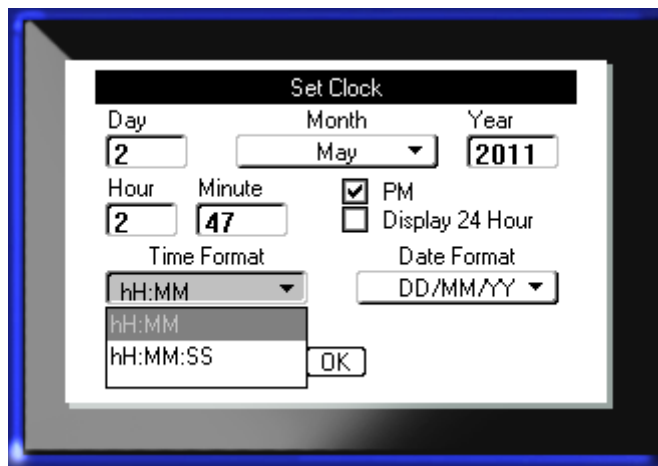 Set Clock
Day Month Year
2 May 2011
Hour Minute PM
2 47 Display 24 Hour
Time Format Date Format
hH:MM DD/MM/YY
hH:MM
hH:MM:SS
OK